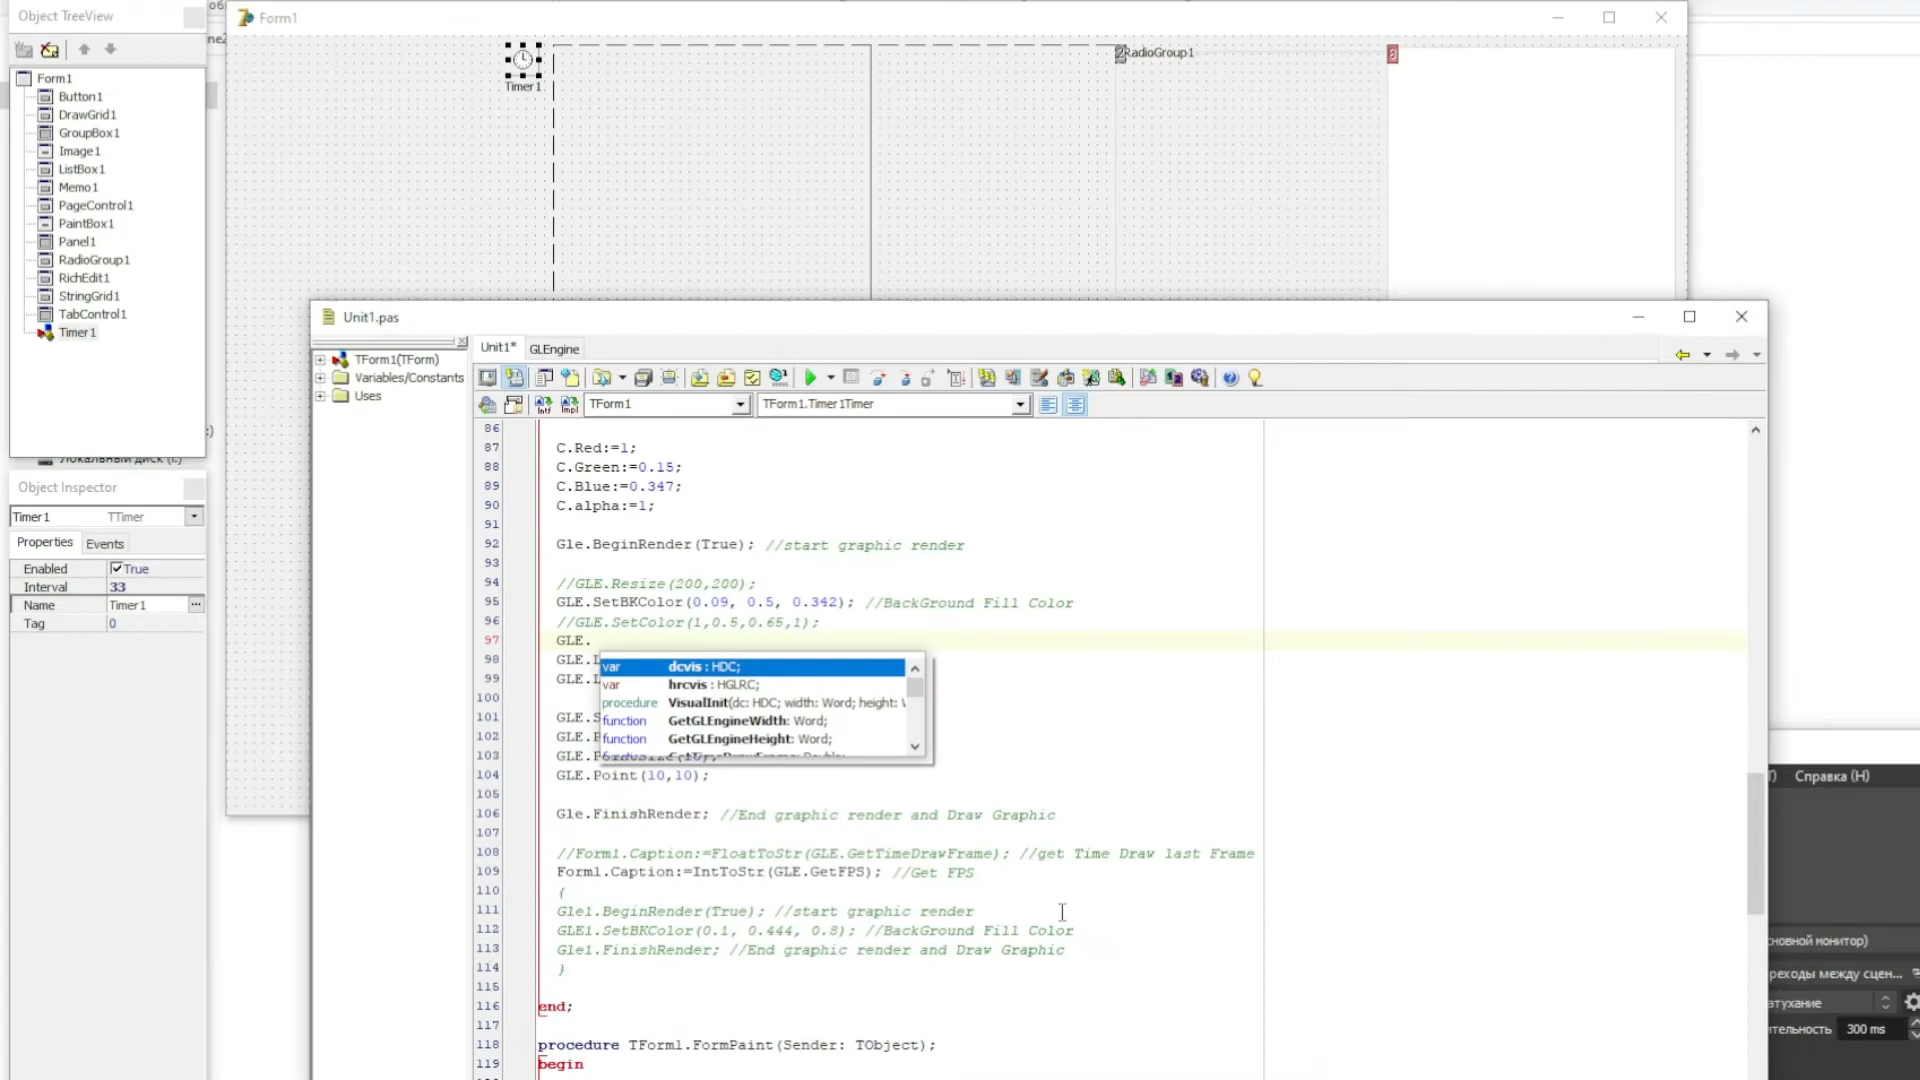 Object TreeView
Form1
Button1
DrawGrid1
GroupBox1
Image1
ListBox1
Memo1
PageControl1
PaintBox1
Panel1
RadioGroup1
RichEdit1
StringGrid1
TabControl1
Timer1
Object Inspector
Timer1 TTimer
Properties Events
Enabled True
Interval 33
Name Timer1 ...
Tag 0
Form1
Timer1
RadioGroup1
Unit1.pas
TForm1(TForm)
Variables/Constants
Uses
Unit1* GLEngine
TForm1 TForm1.Timer1Timer
86
87 C.Red:=1;
88 C.Green:=0.15;
89 C.Blue:=0.347;
90 C.alpha:=1;
91
92 Gle.BeginRender(True); //start graphic render
93
94 //GLE.Resize(200,200);
95 GLE.SetBKColor(0.09, 0.5, 0.342); //BackGround Fill Color
96 //GLE.SetColor(1,0.5,0.65,1);
97 GLE.
98 GLE.
99 GLE.
100
101 GLE.S
102 GLE.
103 GLE.
104 GLE.Point(10,10);
105
106 Gle.FinishRender; //End graphic render and Draw Graphic
107
108 //Form1.Caption:=FloatToStr(GLE.GetTimeDrawFrame); //get Time Draw last Frame
109 Form1.Caption:=IntToStr(GLE.GetFPS); //Get FPS
110 {
111 Gle1.BeginRender(True); //start graphic render
112 GLE1.SetBKColor(0.1, 0.444, 0.8); //BackGround Fill Color
113 Gle1.FinishRender; //End graphic render and Draw Graphic
114 }
115
116 end;
117
118 procedure TForm1.FormPaint(Sender: TObject);
119 begin
var dcvis : HDC;
var hrcvis : HGLRC;
procedure VisualInit(dc: HDC; width: Word; height:
function GetGLEngineWidth: Word;
function GetGLEngineHeight: Word;
Справка (H)
сновной монитор)
реходы между сцен...
атухание
ительность 300 ms